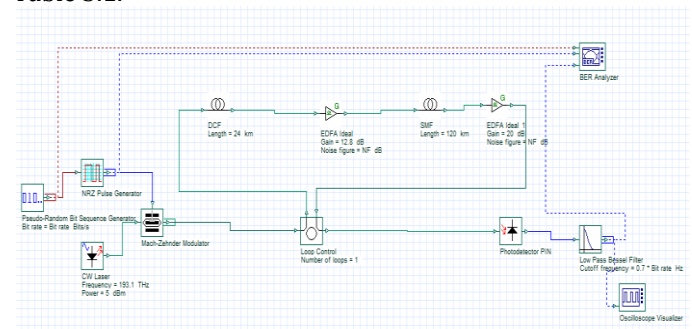 BER Analyzer
DCF
Length = 24 km
EDFA Ideal
Gain = 12.8 dB
Noise figure = NF dB
SMF
Length = 120 km
EDFA Ideal 1
Gain = 20 dB
Noise figure = NF dB
NRZ Pulse Generator
Pseudo-Random Bit Sequence Generator
Bit rate = Bit rate Bits/s
Mach-Zehnder Modulator
CW Laser
Frequency = 193.1 THz
Power = 5 dBm
Loop Control
Number of loops = 1
Photodetector PIN
Low Pass Bessel Filter
Cutoff frequency = 0.7 * Bit rate Hz
Oscilloscope Visualizer